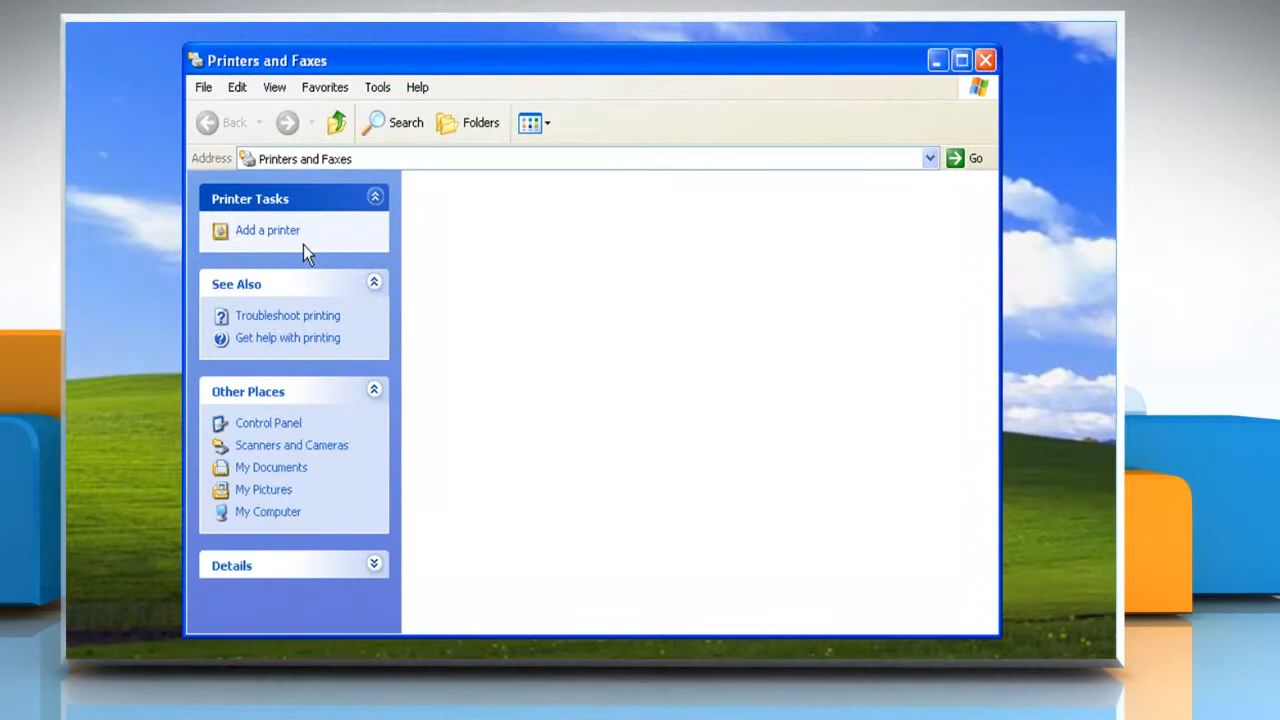 Printers and Faxes
File Edit View Favorites Tools Help
Back Search Folders
Address Printers and Faxes Go
Printer Tasks
Add a printer
See Also
Troubleshoot printing
Get help with printing
Other Places
Control Panel
Scanners and Cameras
My Documents
My Pictures
My Computer
Details